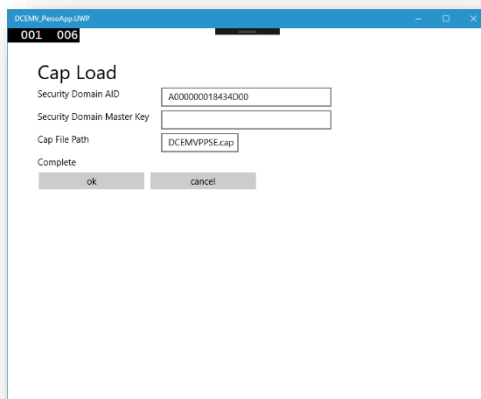 DCEMV_PersoApp.UWP
001 006
Cap Load
Security Domain AID A000000018434D00
Security Domain Master Key
Cap File Path DCEMVPPSE.cap
Complete
ok cancel